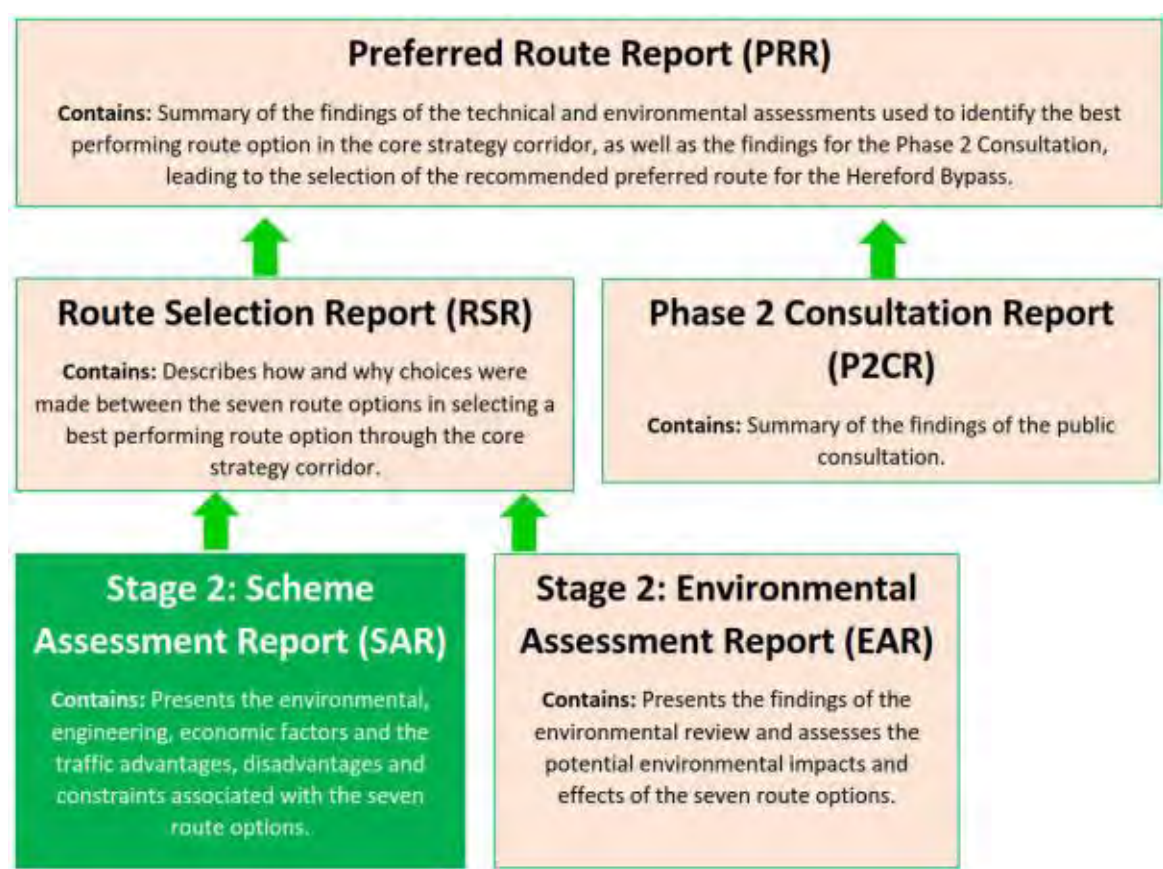 Preferred Route Report (PRR)
Contains: Summary of the findings of the technical and environmental assessments used to identify the best
performing route option in the core strategy corridor, as well as the findings for the Phase 2 Consultation,
leading to the selection of the recommended preferred route for the Hereford Bypass.
Route Selection Report (RSR)
Contains: Describes how and why choices were
made between the seven route options in selecting a
best performing route option through the core
strategy corridor.
Phase 2 Consultation Report
(P2CR)
Contains: Summary of the findings of the public
consultation.
Stage 2: Scheme
Assessment Report (SAR)
Contains: Presents the environmental,
engineering, economic factors and the
traffic advantages, disadvantages and
constraints associated with the seven
route options.
Stage 2: Environmental
Assessment Report (EAR)
Contains: Presents the findings of the
environmental review and assesses the
potential environmental impacts and
effects of the seven route options.